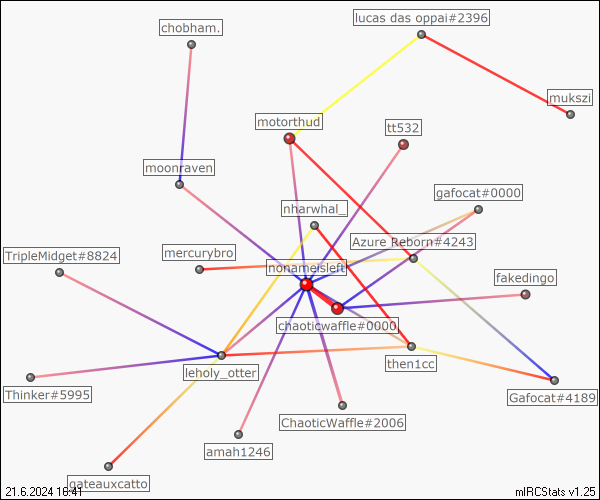 lucas das oppai#2396
chobham.
mukszi
motorthud
tt532
moonraven
gafocat#0000
nharwhal_
Azure Reborn#4243
TripleMidget#8824
mercurybro
nonameisleft
fakedingo
chaoticwaffle#0000
then1cc
leholy_otter
Thinker#5995
Gafocat#4189
ChaoticWaffle#2006
amah1246
gateauxcatto
21.6.2024 16:41
mIRCStats v1.25